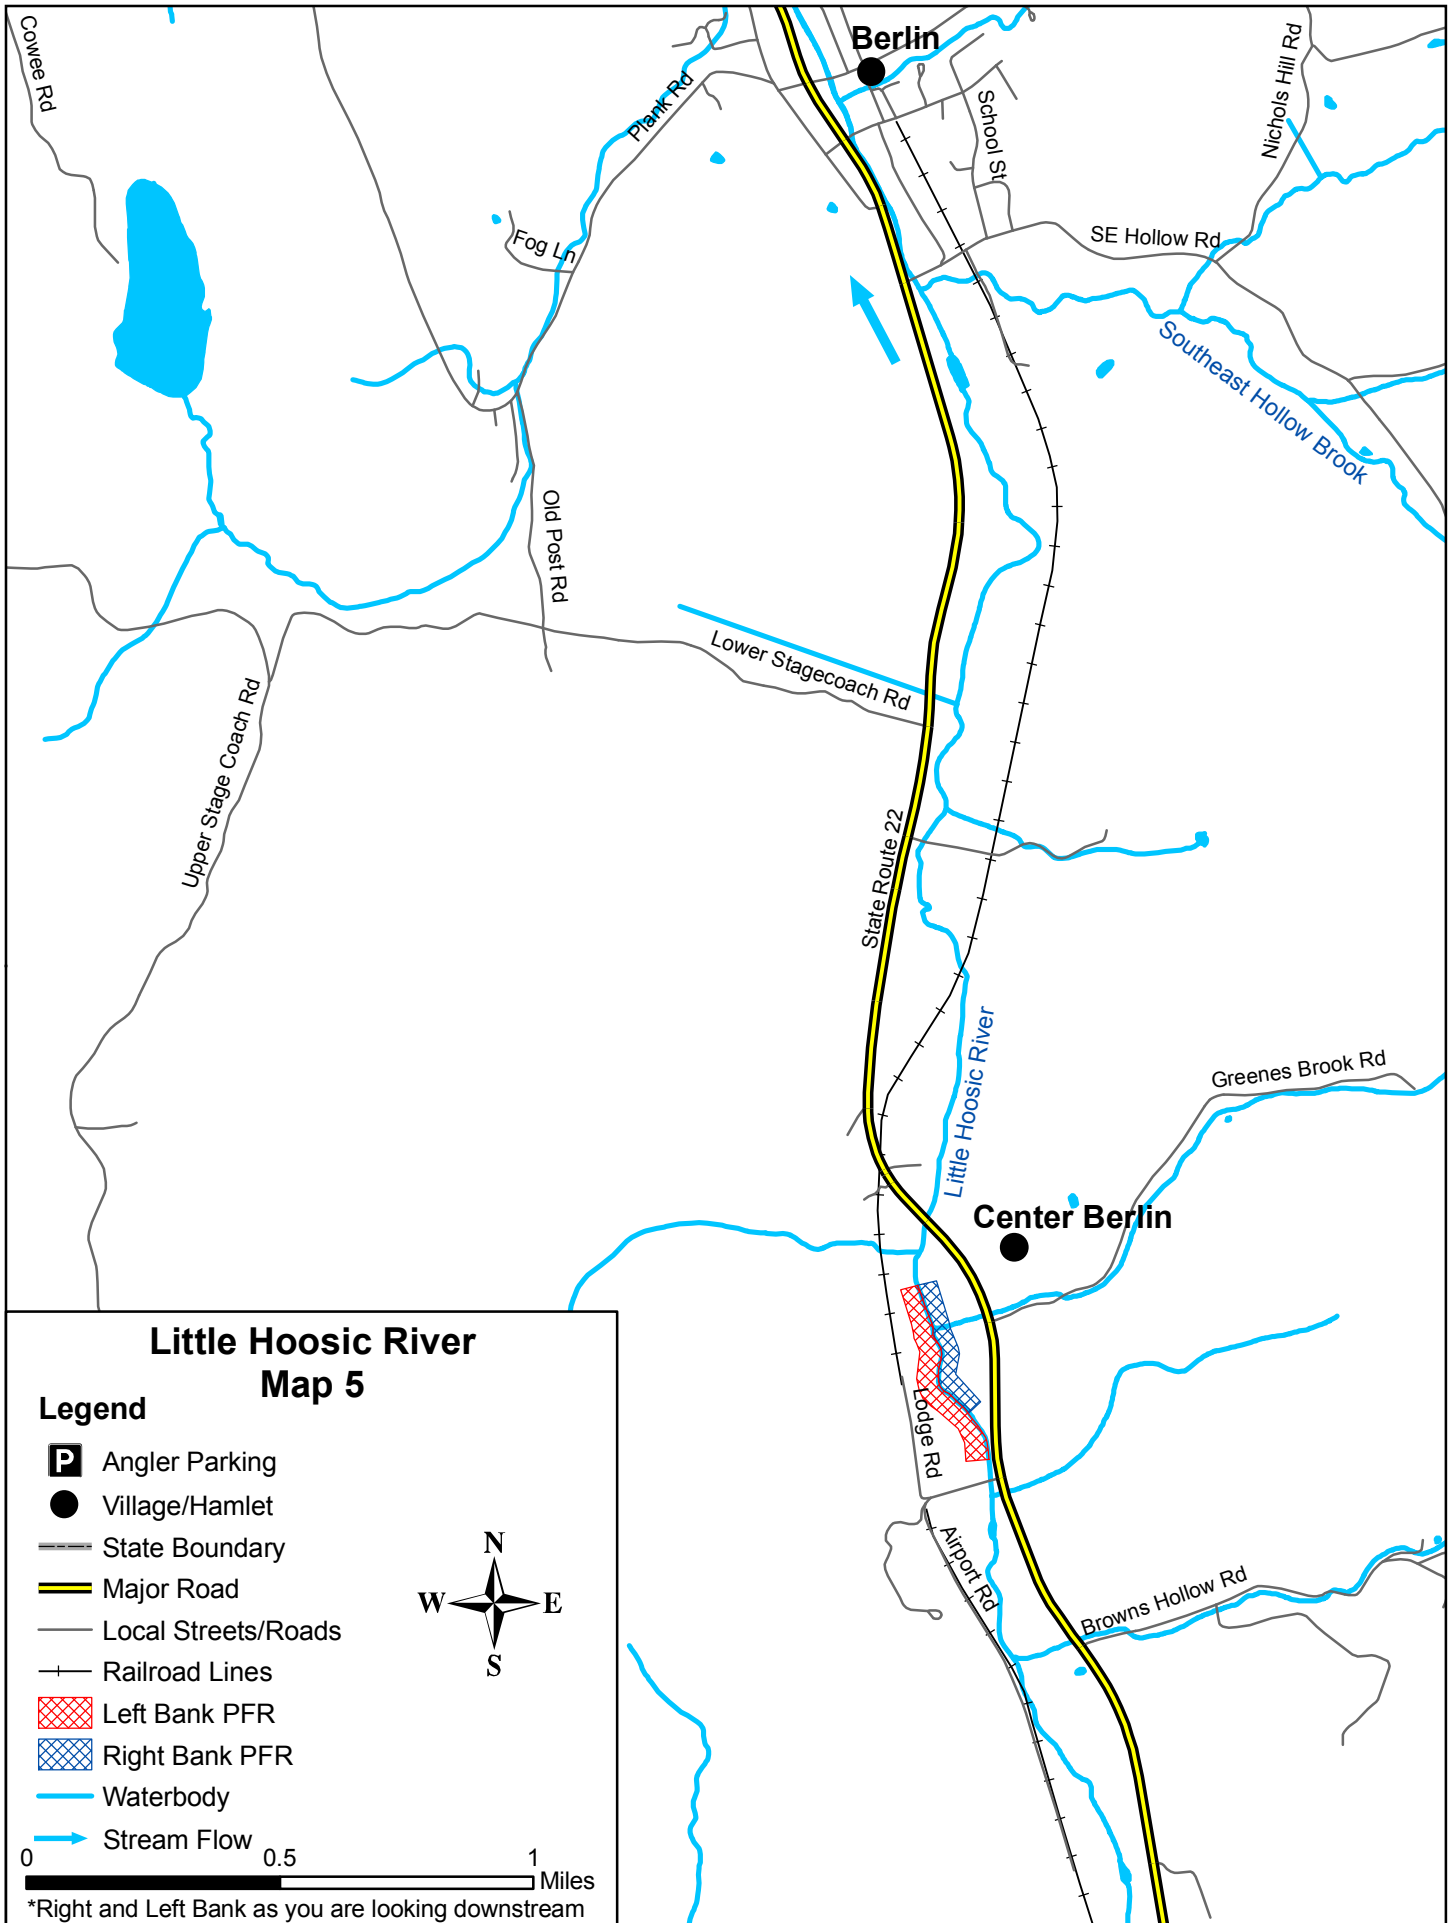 Berlin
Cowee Rd
Plank Rd
Nichols Hill Rd
School St
Fog Ln
SE Hollow Rd
Southeast Hollow Brook
Old Post Rd
Lower Stagecoach Rd
Upper Stage Coach Rd
State Route 22
Little Hoosic River
Greenes Brook Rd
Center Berlin
Lodge Rd
Airport Rd
Browns Hollow Rd
Little Hoosic River
Map 5
Legend
P Angler Parking
Village/Hamlet
State Boundary
Major Road
Local Streets/Roads
Railroad Lines
Left Bank PFR
Right Bank PFR
Waterbody
Stream Flow
N
W E
S
0 0.5 1
Miles
*Right and Left Bank as you are looking downstream